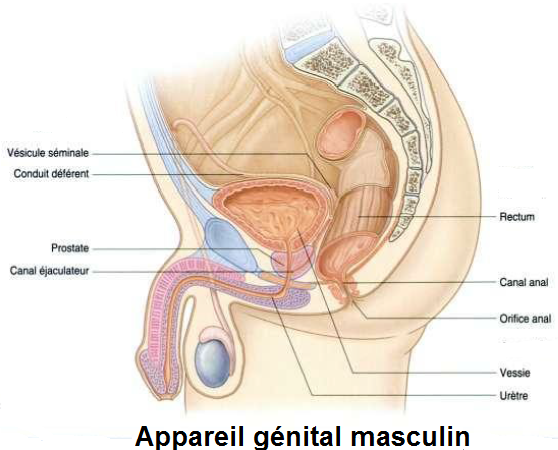 Vésicule séminale
Conduit déférent
Prostate
Canal éjaculateur
Rectum
Canal anal
Orifice anal
Vessie
Urètre
Appareil génital masculin